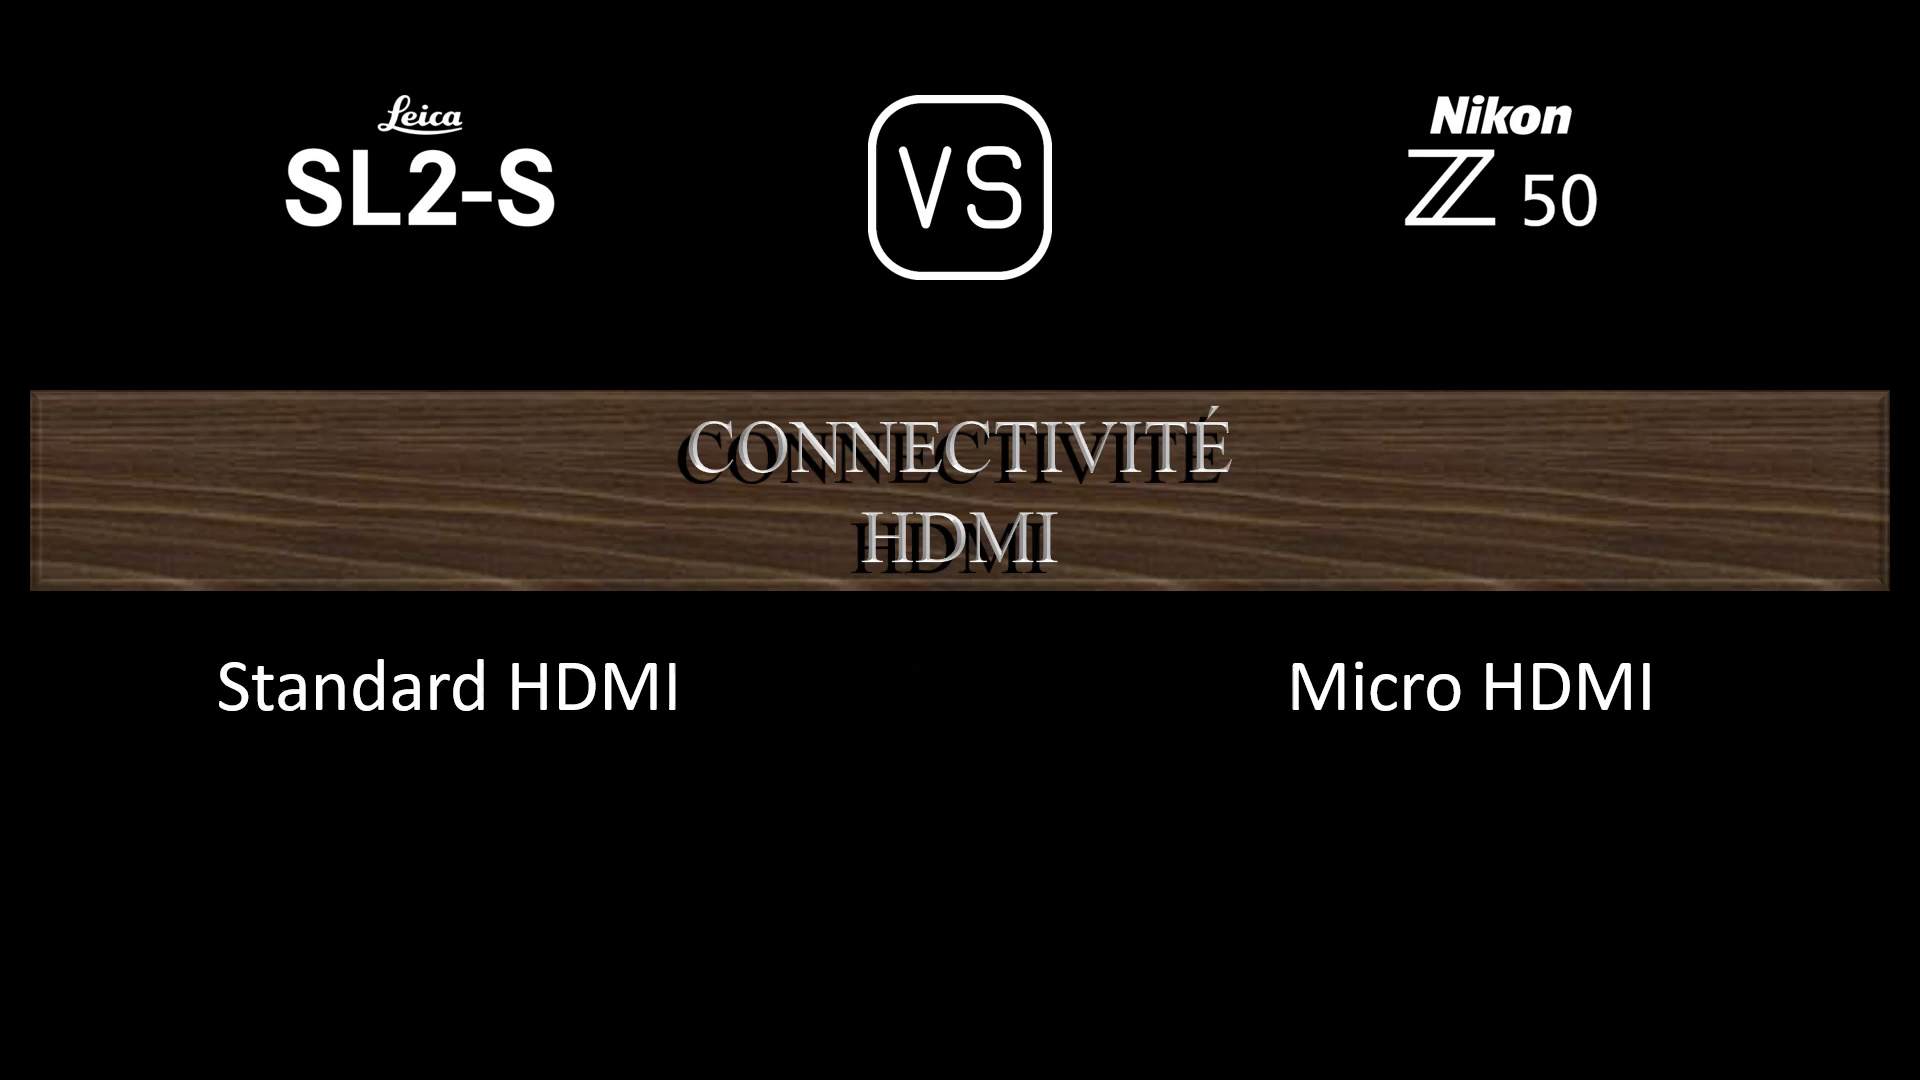 Leica
SL2-S
VS
Nikon
Z 50
CONNECTIVITÉ
HDMI
Standard HDMI
Micro HDMI